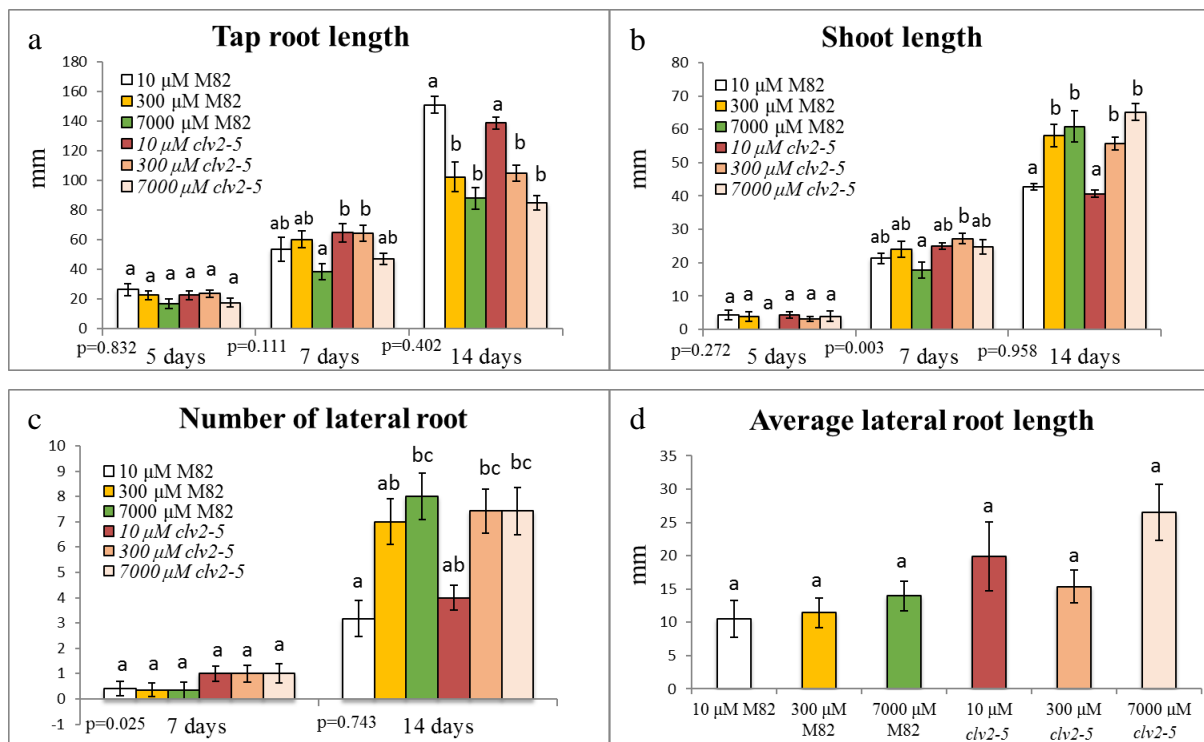 a
Tap root length
180
160
140
120
100
80
60
40
20
0
mm
10 µM M82
300 µM M82
7000 µM M82
10 µM clv2-5
300 µM clv2-5
7000 µM clv2-5
a a a a a a
ab ab a b b ab
a b b a b b
p=0.832 5 days p=0.111 7 days p=0.402 14 days
b
Shoot length
80
70
60
50
40
30
20
10
0
mm
10 µM M82
300 µM M82
7000 µM M82
10 µM clv2-5
300 µM clv2-5
7000 µM clv2-5
a a a a a a
ab ab a ab b ab
a b b a b b
p=0.272 5 days p=0.003 7 days p=0.958 14 days
c
Number of lateral root
10
9
8
7
6
5
4
3
2
1
0
-1
10 µM M82
300 µM M82
7000 µM M82
10 µM clv2-5
300 µM clv2-5
7000 µM clv2-5
a a a a a a
a ab bc ab bc bc
p=0.025 7 days p=0.743 14 days
d
Average lateral root length
35
30
25
20
15
10
5
0
mm
a a a a a a
10 µM M82
300 µM
M82
7000 µM
M82
10 µM
clv2-5
300 µM
clv2-5
7000 µM
clv2-5